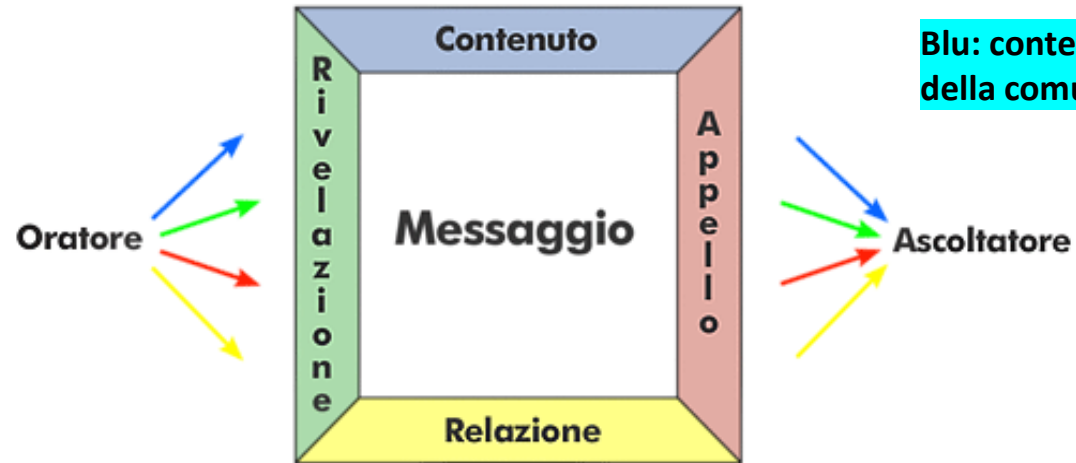 Contenuto
Blu: conte
della comu
Rivelazione
Appello
Messaggio
Oratore
Ascoltatore
Relazione